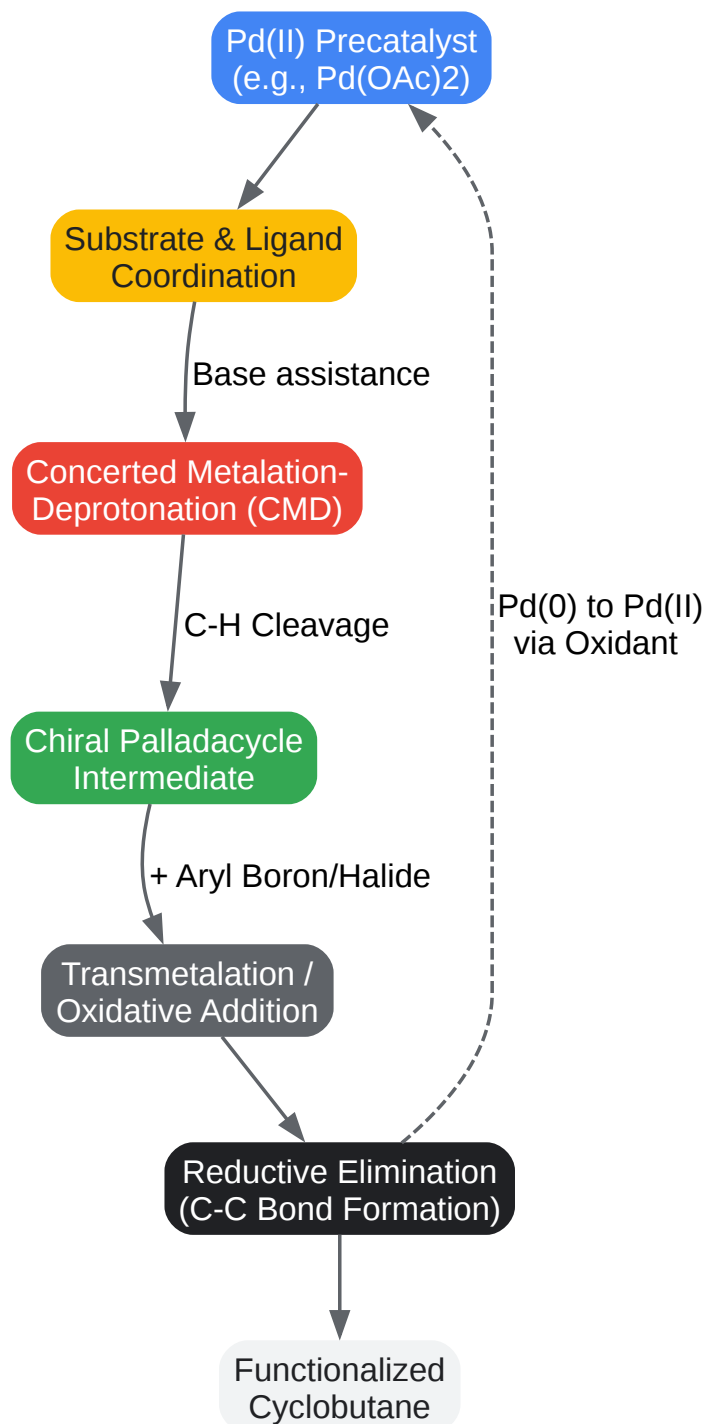 Pd(II) Precatalyst
(e.g., Pd(OAc)2)
Substrate & Ligand
Coordination
Base assistance
Concerted Metalation-
Deprotonation (CMD)
C-H Cleavage
Pd(0) to Pd(II)
via Oxidant
Chiral Palladacycle
Intermediate
+ Aryl Boron/Halide
Transmetalation /
Oxidative Addition
Reductive Elimination
(C-C Bond Formation)
Functionalized
Cyclobutane